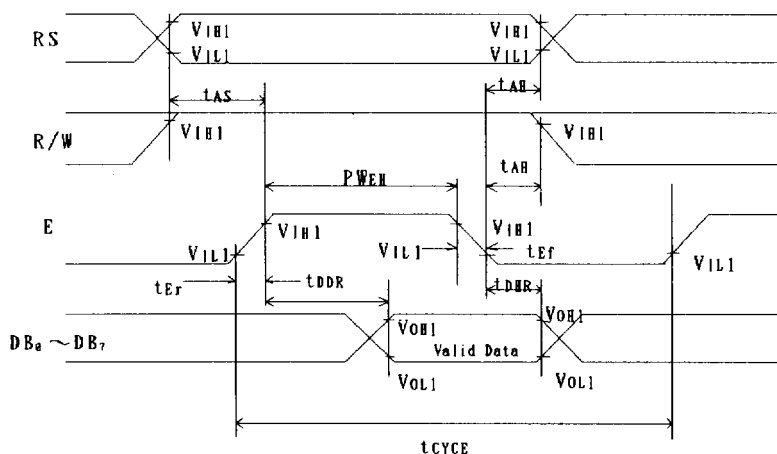 RS VIH1 VIH1
VIL1 VIL1
tAS tAH
R/W VIH1 VIH1
PWEH tAH
E VIH1 VIH1
VIL1 VIL1 tEf VIL1
tEr tDDR tDHR
VOH1 VOH1
DB0 ~DB7 Valid Data
VOL1 VOL1
tCYCE